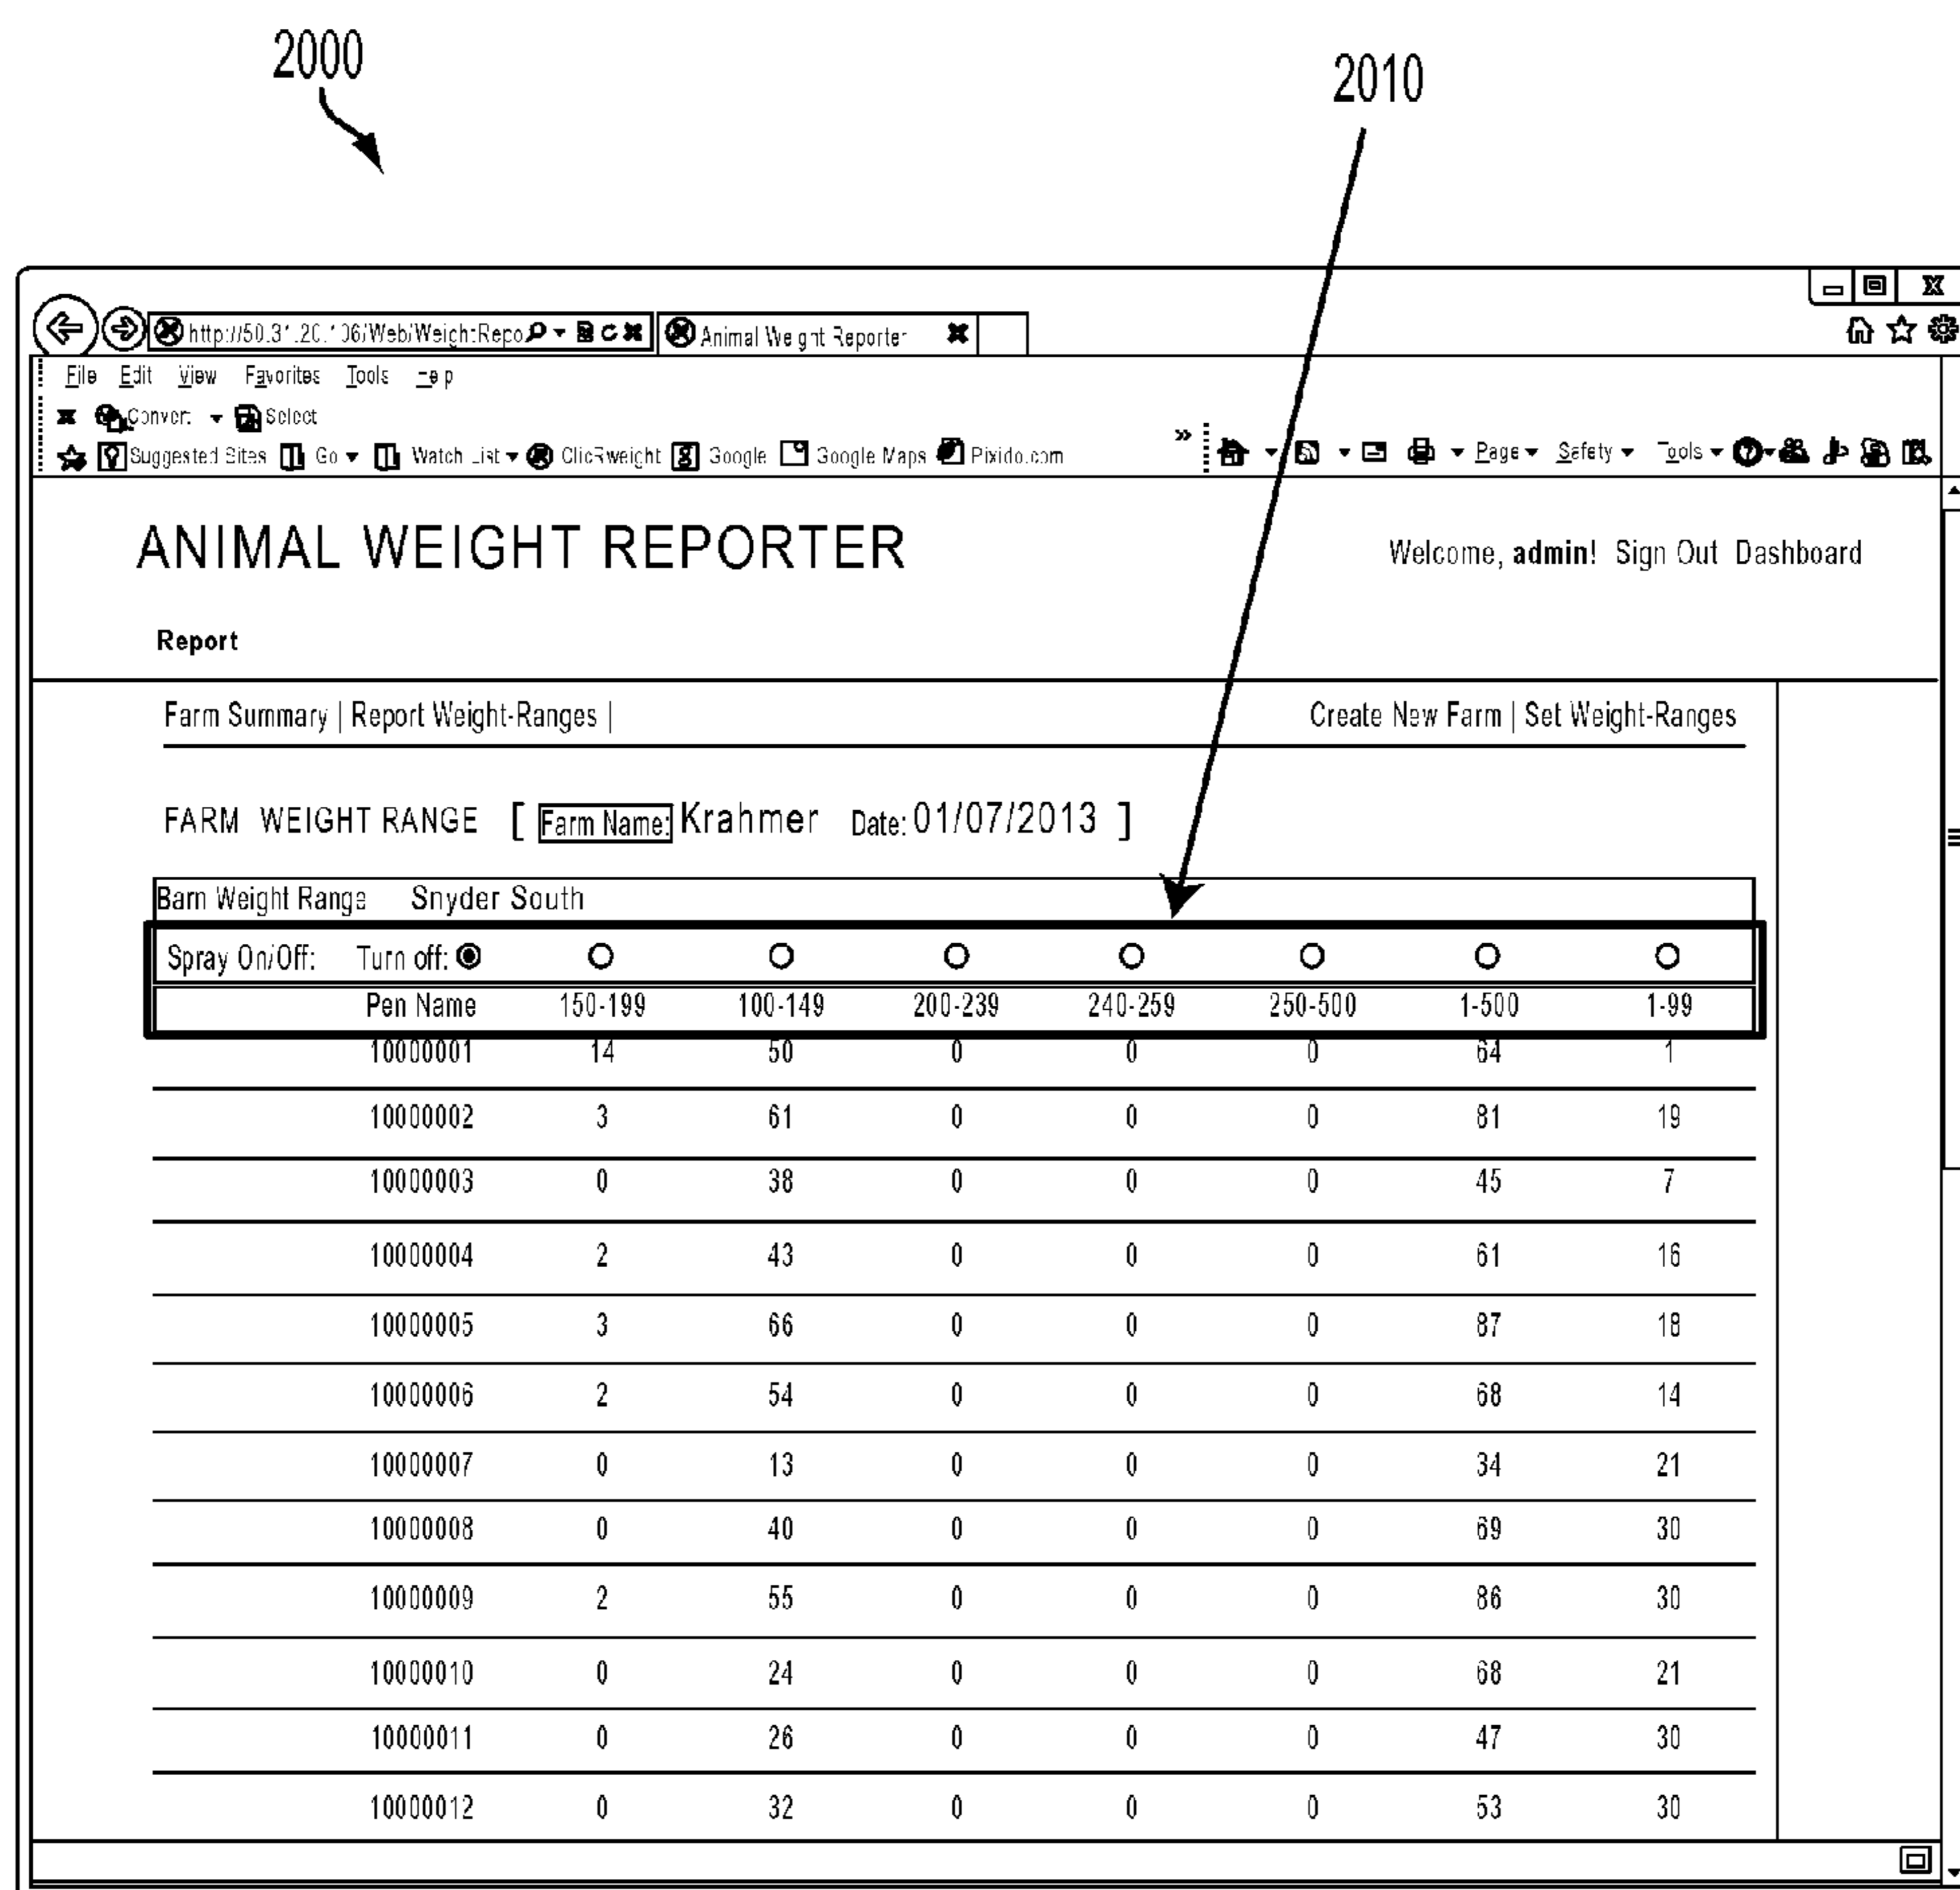 2000
2010
Animal Weight Reporter
File Edit View Favorites Tools
Convert Select
Suggested Sites Go Watch List ClicRweight Google Google Maps Pixido.com » Page Safety Tools
ANIMAL WEIGHT REPORTER Welcome, admin! Sign Out Dashboard
Report
Farm Summary | Report Weight-Ranges | Create New Farm | Set Weight-Ranges
FARM WEIGHT RANGE [ Farm Name: Krahmer Date: 01/07/2013 ]
Barn Weight Range Snyder South
Spray On/Off: Turn off:
Pen Name 150-199 100-149 200-239 240-259 250-500 1-500 1-99
10000001 14 50 0 0 0 64 1
10000002 3 61 0 0 0 81 19
10000003 0 38 0 0 0 45 7
10000004 2 43 0 0 0 61 16
10000005 3 66 0 0 0 87 18
10000006 2 54 0 0 0 68 14
10000007 0 13 0 0 0 34 21
10000008 0 40 0 0 0 69 30
10000009 2 55 0 0 0 86 30
10000010 0 24 0 0 0 68 21
10000011 0 26 0 0 0 47 30
10000012 0 32 0 0 0 53 30